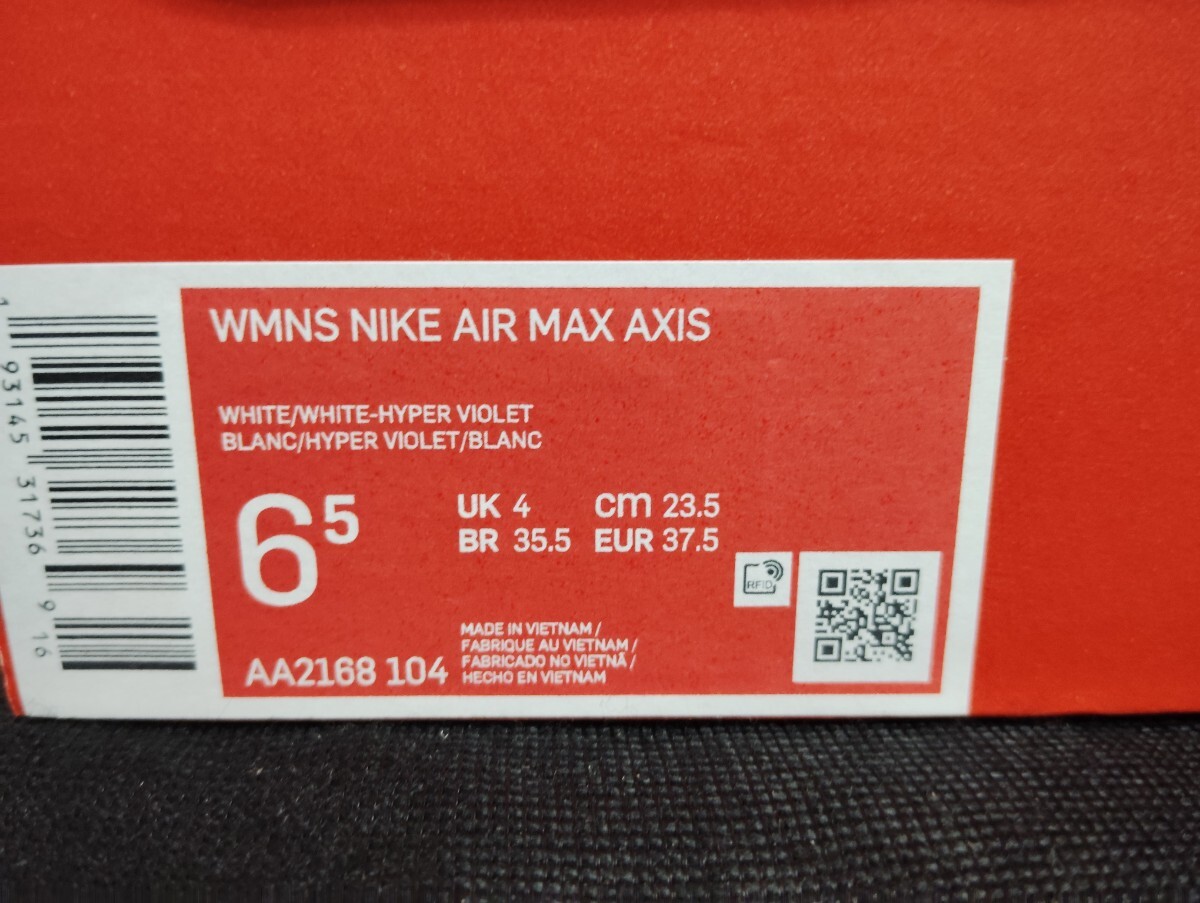 WMNS NIKE AIR MAX AXIS
WHITE/WHITE-HYPER VIOLET
BLANC/HYPER VIOLET/BLANC
6⁵
UK 4 cm 23.5
BR 35.5 EUR 37.5
RFID
AA2168 104
MADE IN VIETNAM /
FABRIQUE AU VIETNAM /
FABRICADO NO VIETNÃ /
HECHO EN VIETNAM
1 93145 31736 9 16